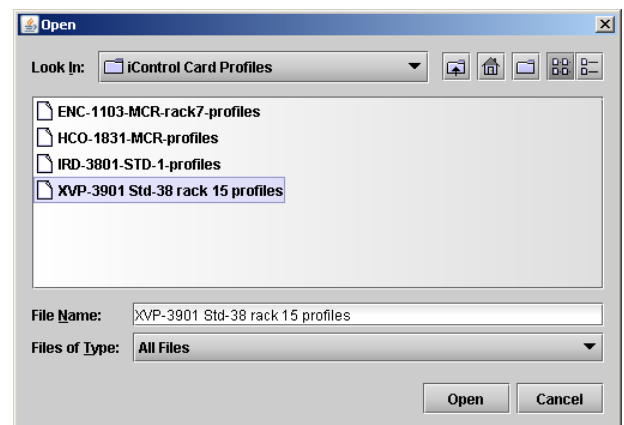 Open
Look In: iControl Card Profiles
ENC-1103-MCR-rack7-profiles
HCO-1831-MCR-profiles
IRD-3801-STD-1-profiles
XVP-3901 Std-38 rack 15 profiles
File Name: XVP-3901 Std-38 rack 15 profiles
Files of Type: All Files
Open Cancel